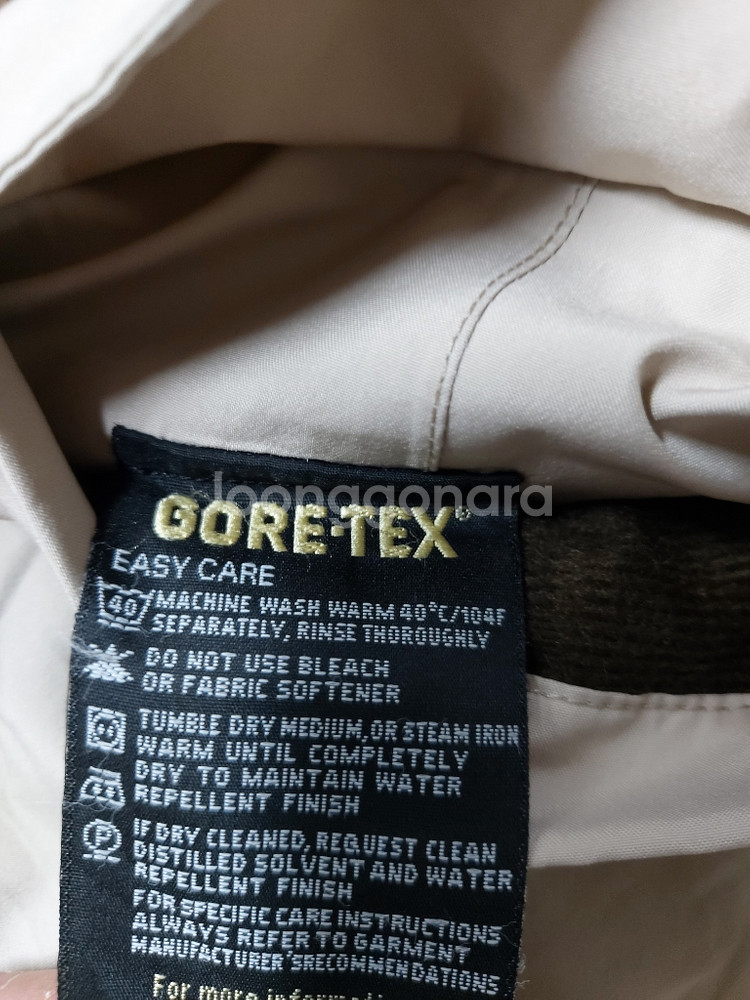 Joonggonara
GORE-TEX®
EASY CARE
40 MACHINE WASH WARM 40°C/104F
SEPARATELY, RINSE THOROUGHLY
DO NOT USE BLEACH
OR FABRIC SOFTENER
TUMBLE DRY MEDIUM, OR STEAM IRON
WARM UNTIL COMPLETELY
DRY TO MAINTAIN WATER
REPELLENT FINISH
P IF DRY CLEANED, REQUEST CLEAN
DISTILLED SOLVENT AND WATER
REPELLENT FINISH
FOR SPECIFIC CARE INSTRUCTIONS
ALWAYS REFER TO GARMENT
MANUFACTURER'S RECOMMENDATIONS
For more